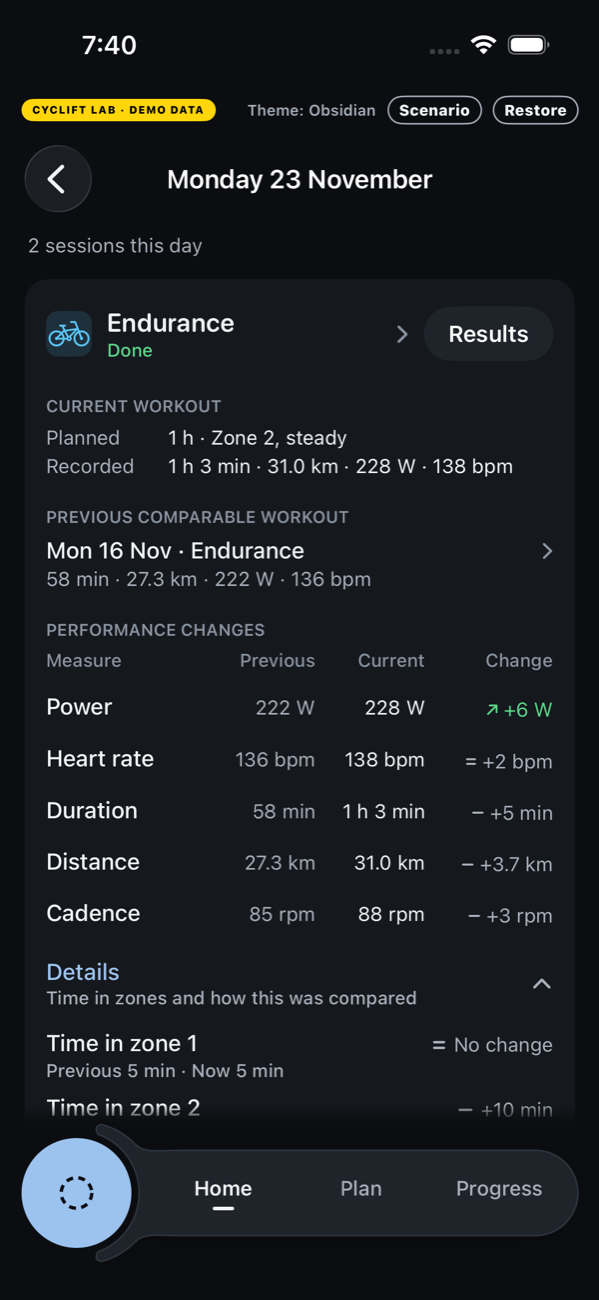 7:40
CYCLIFT LAB · DEMO DATA Theme: Obsidian Scenario Restore
Monday 23 November
2 sessions this day
Endurance
Done
Results
CURRENT WORKOUT
Planned 1 h · Zone 2, steady
Recorded 1 h 3 min · 31.0 km · 228 W · 138 bpm
PREVIOUS COMPARABLE WORKOUT
Mon 16 Nov · Endurance
58 min · 27.3 km · 222 W · 136 bpm
PERFORMANCE CHANGES
Measure Previous Current Change
Power 222 W 228 W ↗ +6 W
Heart rate 136 bpm 138 bpm = +2 bpm
Duration 58 min 1 h 3 min – +5 min
Distance 27.3 km 31.0 km – +3.7 km
Cadence 85 rpm 88 rpm – +3 rpm
Details
Time in zones and how this was compared
Time in zone 1 = No change
Previous 5 min · Now 5 min
Time in zone 2 – +10 min
Home Plan Progress